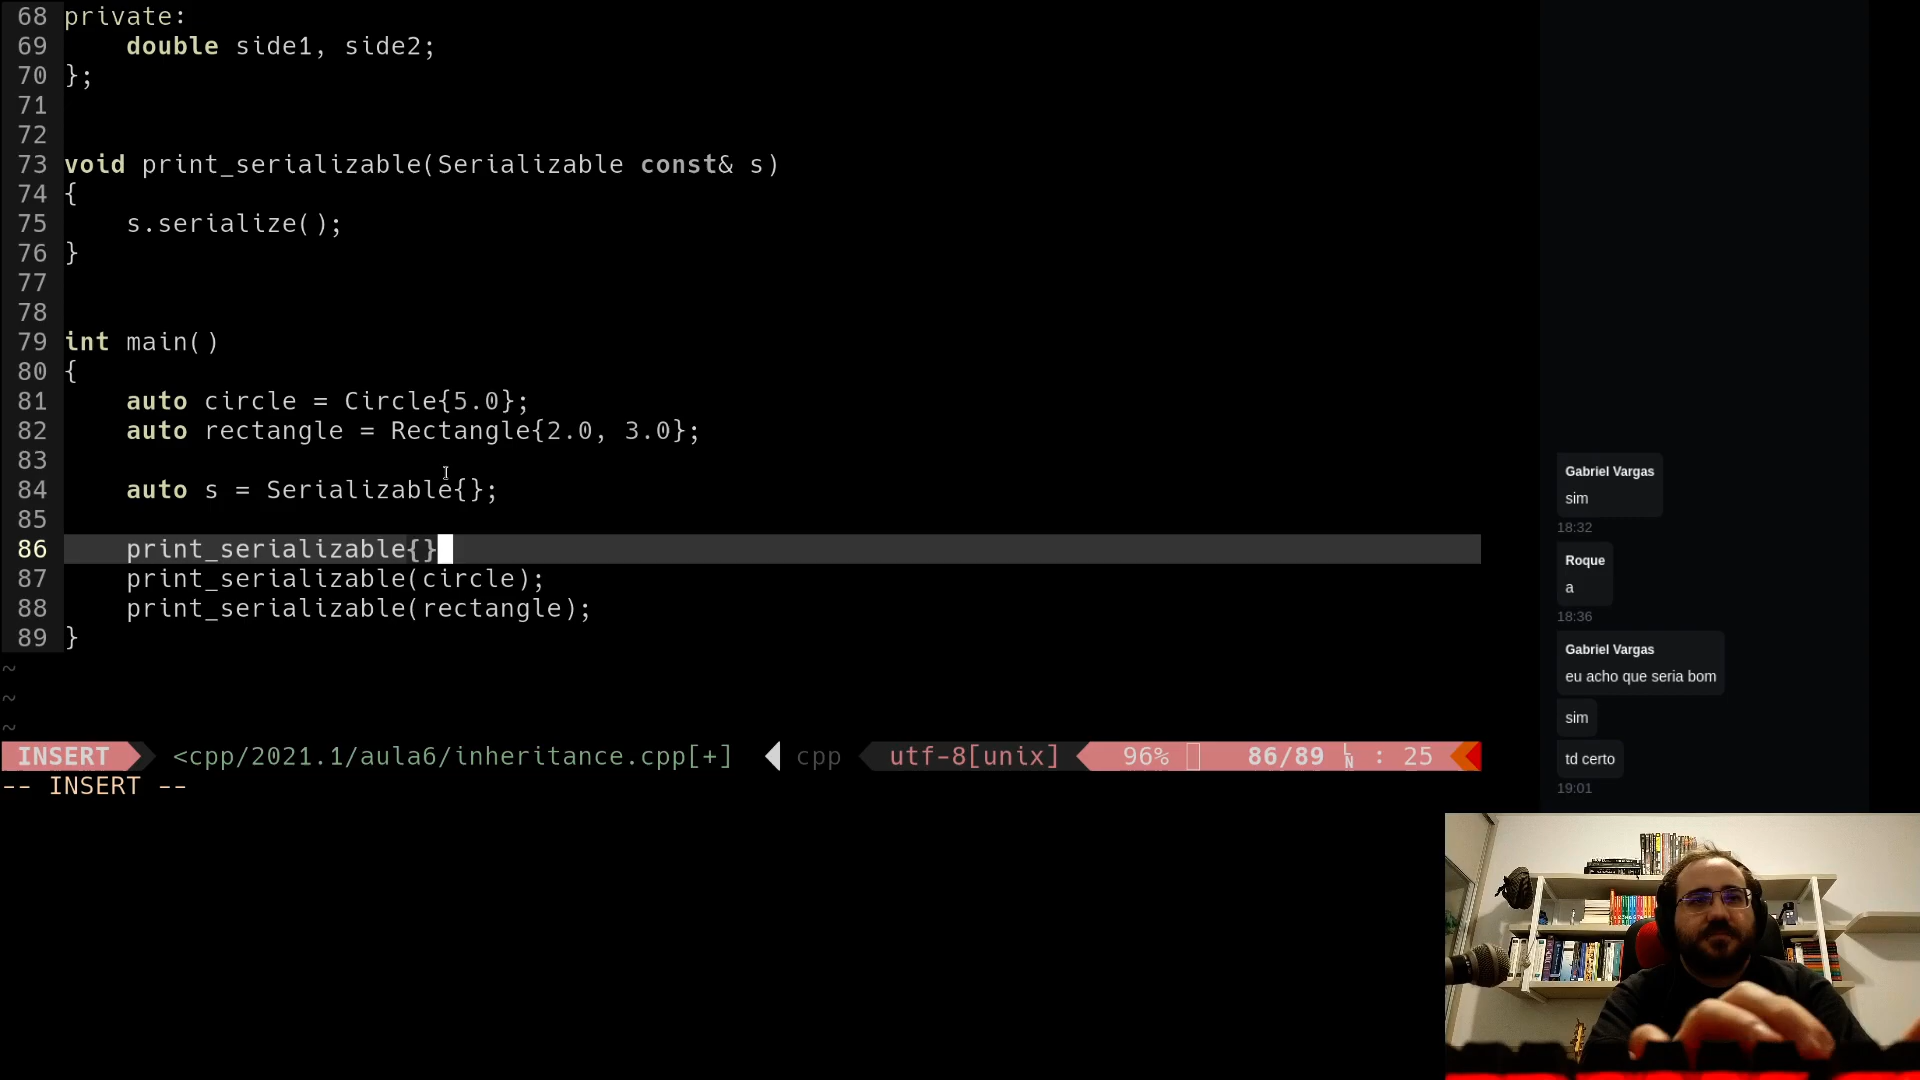 68 private:
69     double side1, side2;
70 };
71
72
73 void print_serializable(Serializable const& s)
74 {
75     s.serialize();
76 }
77
78
79 int main()
80 {
81     auto circle = Circle{5.0};
82     auto rectangle = Rectangle{2.0, 3.0};
83
84     auto s = Serializable{};
85
86     print_serializable{}
87     print_serializable(circle);
88     print_serializable(rectangle);
89 }
~
~
~
INSERT <cpp/2021.1/aula6/inheritance.cpp[+] cpp utf-8[unix] 96% 86/89 LN : 25
-- INSERT --
Gabriel Vargas
sim
18:32
Roque
a
18:36
Gabriel Vargas
eu acho que seria bom
sim
td certo
19:01